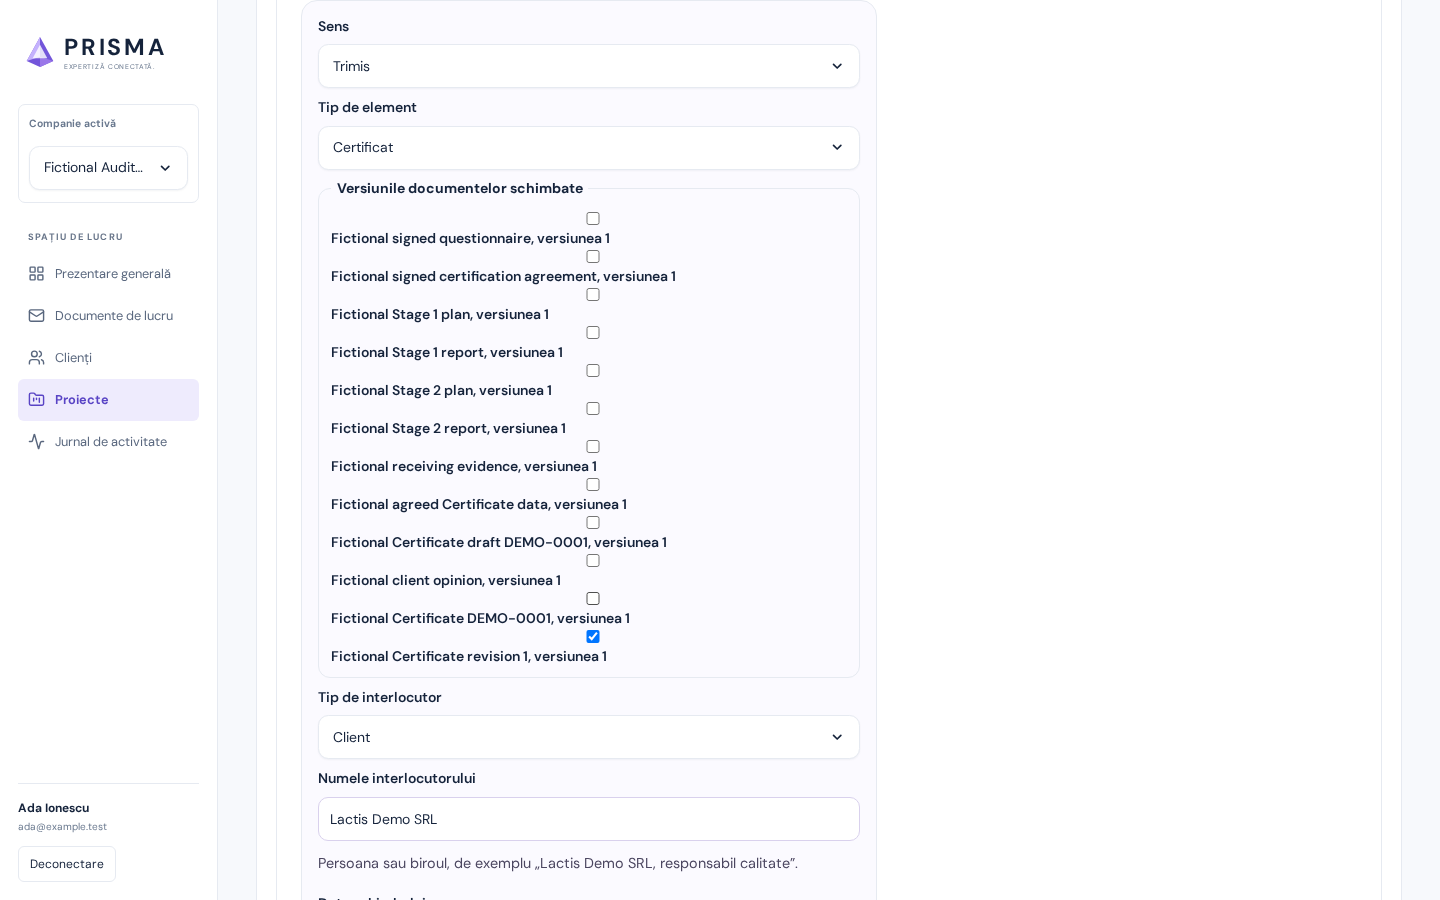 PRISMA
EXPERTIZĂ CONECTATĂ.
Companie activă
Fictional Audit...
SPAȚIU DE LUCRU
Prezentare generală
Documente de lucru
Clienți
Proiecte
Jurnal de activitate
Ada Ionescu
ada@example.test
Deconectare
Sens
Trimis
Tip de element
Certificat
Versiunile documentelor schimbate
Fictional signed questionnaire, versiunea 1
Fictional signed certification agreement, versiunea 1
Fictional Stage 1 plan, versiunea 1
Fictional Stage 1 report, versiunea 1
Fictional Stage 2 plan, versiunea 1
Fictional Stage 2 report, versiunea 1
Fictional receiving evidence, versiunea 1
Fictional agreed Certificate data, versiunea 1
Fictional Certificate draft DEMO-0001, versiunea 1
Fictional client opinion, versiunea 1
Fictional Certificate DEMO-0001, versiunea 1
Fictional Certificate revision 1, versiunea 1
Tip de interlocutor
Client
Numele interlocutorului
Lactis Demo SRL
Persoana sau biroul, de exemplu „Lactis Demo SRL, responsabil calitate”.